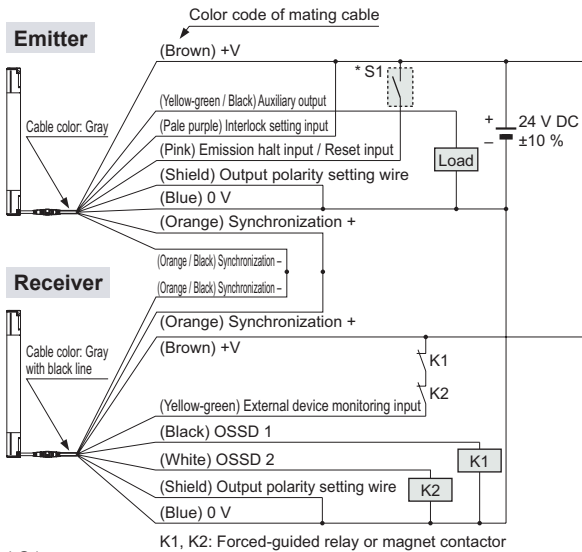 Color code of mating cable
Emitter
(Brown) +V
* S1
(Yellow-green / Black) Auxiliary output
Cable color: Gray
(Pale purple) Interlock setting input
+
24 V DC
–
±10 %
(Pink) Emission halt input / Reset input
Load
(Shield) Output polarity setting wire
(Blue) 0 V
(Orange) Synchronization +
(Orange / Black) Synchronization –
Receiver
(Orange / Black) Synchronization –
(Orange) Synchronization +
(Brown) +V
Cable color: Gray
with black line
K1
K2
(Yellow-green) External device monitoring input
(Black) OSSD 1
(White) OSSD 2
K1
(Shield) Output polarity setting wire
K2
(Blue) 0 V
K1, K2: Forced-guided relay or magnet contactor